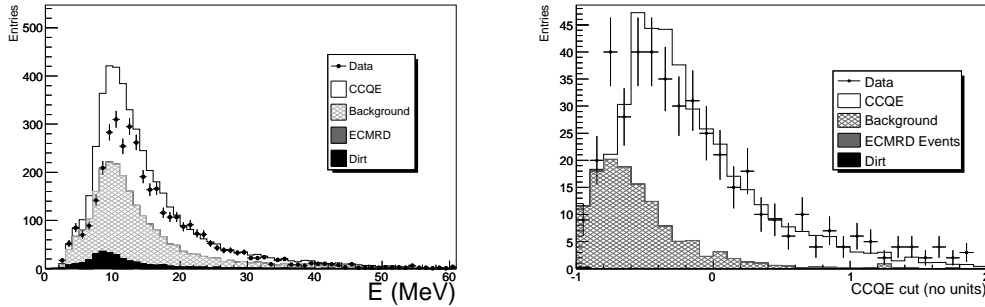 Entries
500
400
300
200
100
0
0 10 20 30 40 50 60
E (MeV)
Data
CCQE
Background
ECMRD
Dirt
Entries
45
40
35
30
25
20
15
10
5
0
-1 0 1 2
CCQE cut (no units)
Data
CCQE
Background
ECMRD Events
Dirt